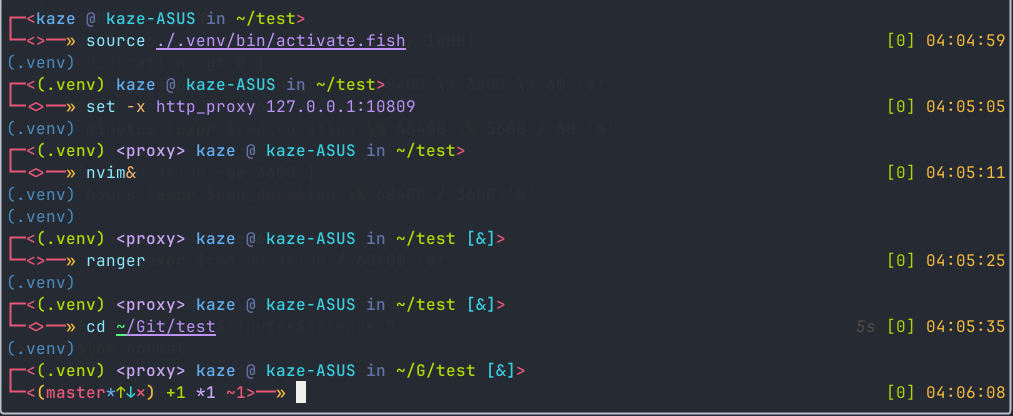 ┌─<kaze @ kaze-ASUS in ~/test>
└─<>──» source ./.venv/bin/activate.fish [0] 04:04:59
(.venv)
┌─<(.venv) kaze @ kaze-ASUS in ~/test>
└─<>──» set -x http_proxy 127.0.0.1:10809 [0] 04:05:05
(.venv)
┌─<(.venv) <proxy> kaze @ kaze-ASUS in ~/test>
└─<>──» nvim& [0] 04:05:11
(.venv)
(.venv)
┌─<(.venv) <proxy> kaze @ kaze-ASUS in ~/test [&]>
└─<>──» ranger [0] 04:05:25
(.venv)
┌─<(.venv) <proxy> kaze @ kaze-ASUS in ~/test [&]>
└─<>──» cd ~/Git/test 5s [0] 04:05:35
(.venv)
┌─<(.venv) <proxy> kaze @ kaze-ASUS in ~/G/test [&]>
└─<(master*↑↓×) +1 *1 ~1>──» [0] 04:06:08